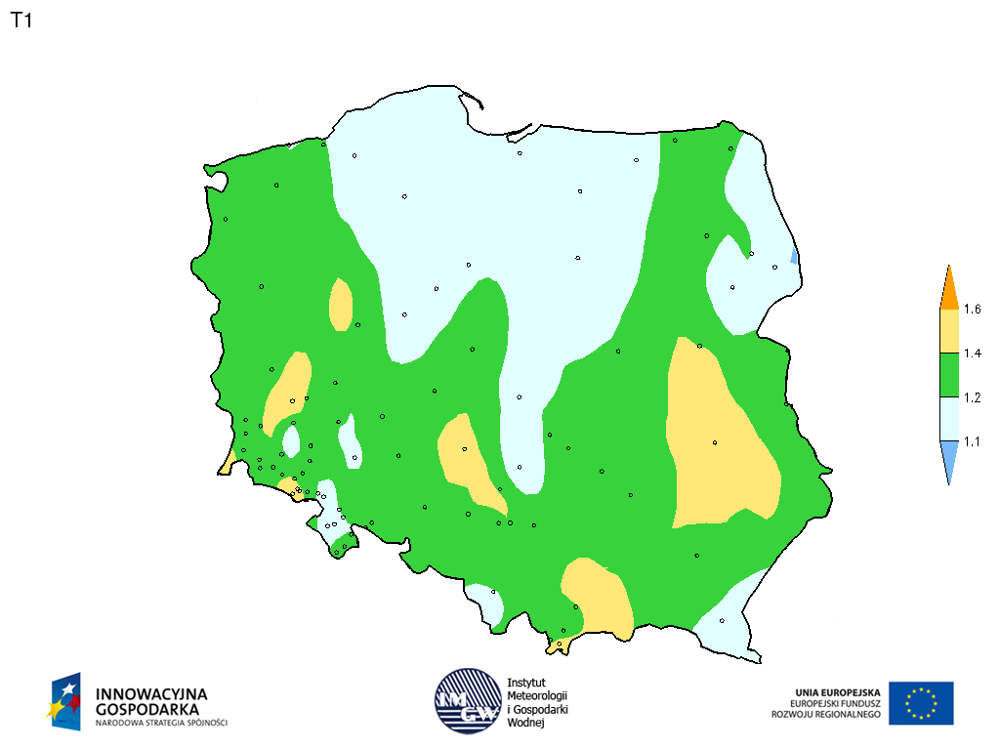 T1
1.6
1.4
1.2
1.1
INNOWACYJNA
GOSPODARKA
NARODOWA STRATEGIA SPÓJNOŚCI
IMGW
Instytut
Meteorologii
i Gospodarki
Wodnej
UNIA EUROPEJSKA
EUROPEJSKI FUNDUSZ
ROZWOJU REGIONALNEGO